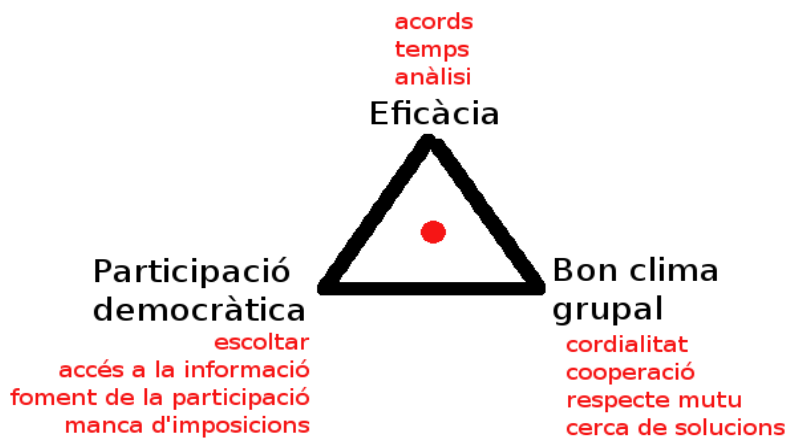 acords
temps
anàlisi
Eficàcia
Participació
democràtica
escoltar
accés a la informació
foment de la participació
manca d'imposicions
Bon clima
grupal
cordialitat
cooperació
respecte mutu
cerca de solucions